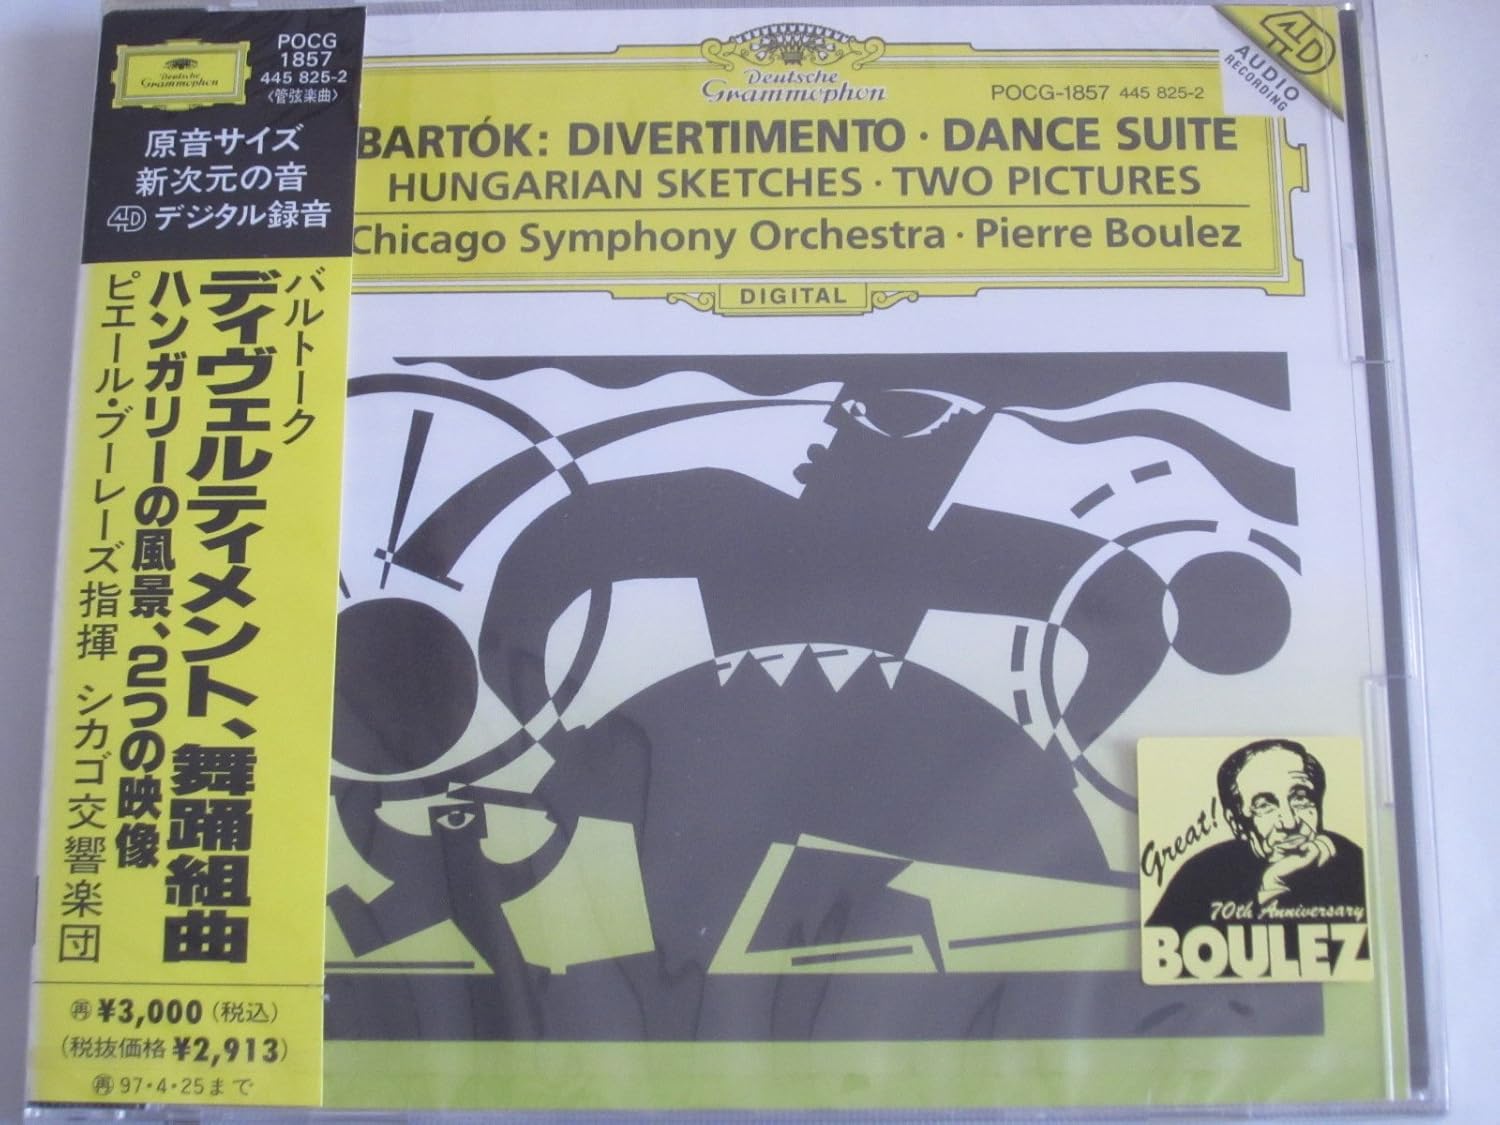 Deutsche
Grammophon
POCG
1857
445 825-2
〈管弦楽曲〉
原音サイズ
新次元の音
4D デジタル録音
バルトーク
ディヴェルティメント、舞踊組曲
ハンガリーの風景、2つの映像
ピエール・ブーレーズ指揮 シカゴ交響楽団
再 ¥3,000 (税込)
(税抜価格 ¥2,913)
再 97・4・25まで
Deutsche
Grammophon
POCG-1857 445 825-2
4D
AUDIO
RECORDING
BARTÓK: DIVERTIMENTO · DANCE SUITE
HUNGARIAN SKETCHES · TWO PICTURES
Chicago Symphony Orchestra · Pierre Boulez
DIGITAL
Great!
70th Anniversary
BOULEZ